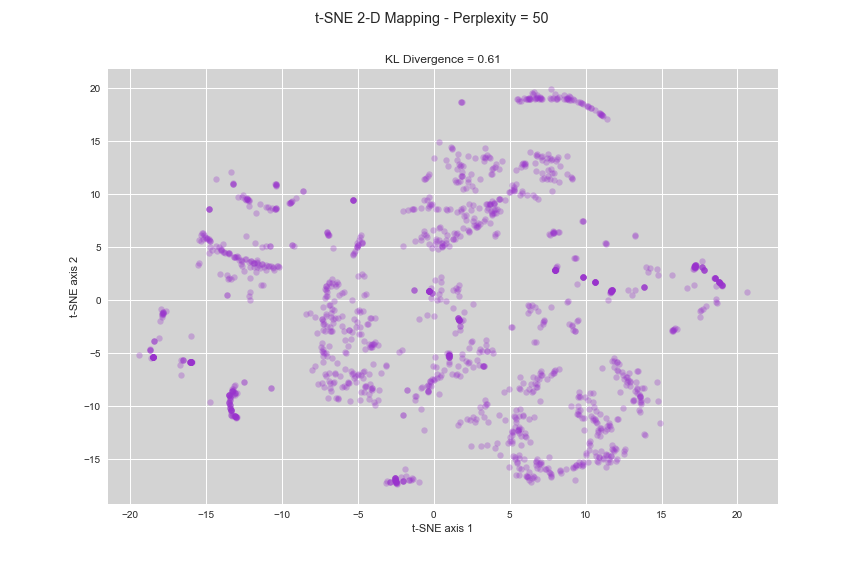 t-SNE 2-D Mapping - Perplexity = 50
KL Divergence = 0.61
20
15
10
5
0
−5
−10
−15
t-SNE axis 2
−20 −15 −10 −5 0 5 10 15 20
t-SNE axis 1